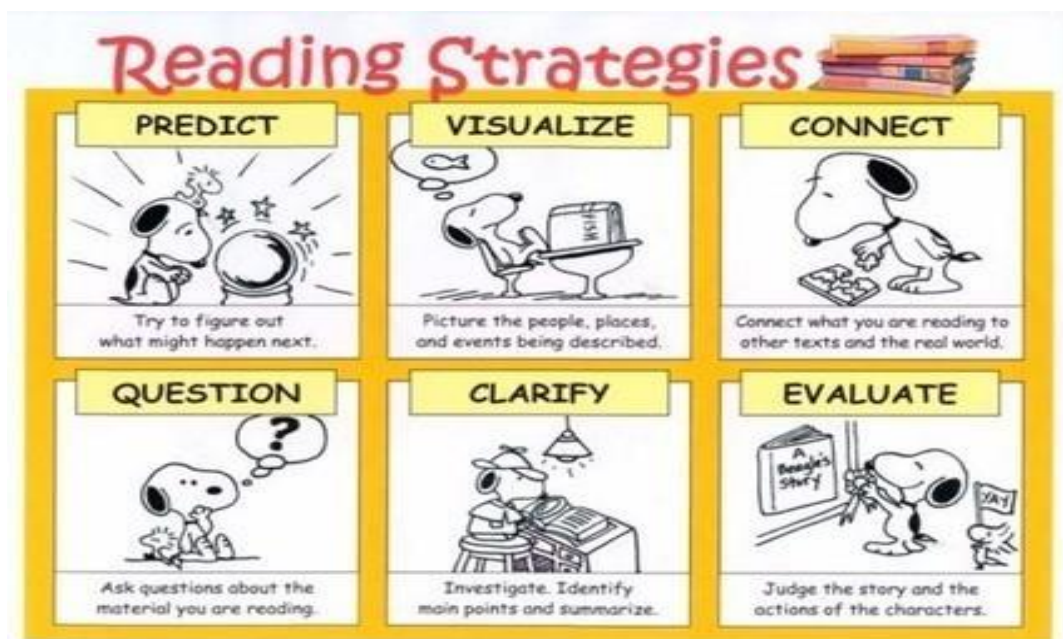 Reading Strategies
PREDICT
Try to figure out
what might happen next.
VISUALIZE
FISH
Picture the people, places,
and events being described.
CONNECT
Connect what you are reading to
other texts and the real world.
QUESTION
?
Ask questions about the
material you are reading.
CLARIFY
Investigate. Identify
main points and summarize.
EVALUATE
A
Beagle's
Story
YAY
Judge the story and the
actions of the characters.